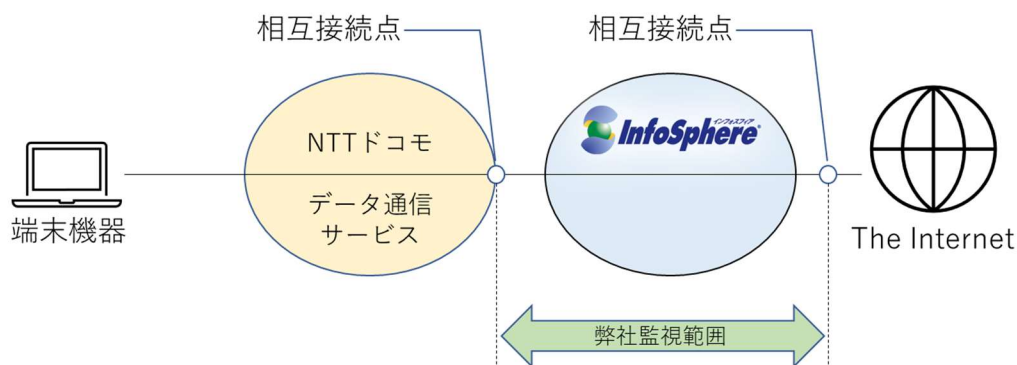 相互接続点
相互接続点
NTTドコモ
データ通信
サービス
インフォスフィア
InfoSphere®
端末機器
The Internet
弊社監視範囲